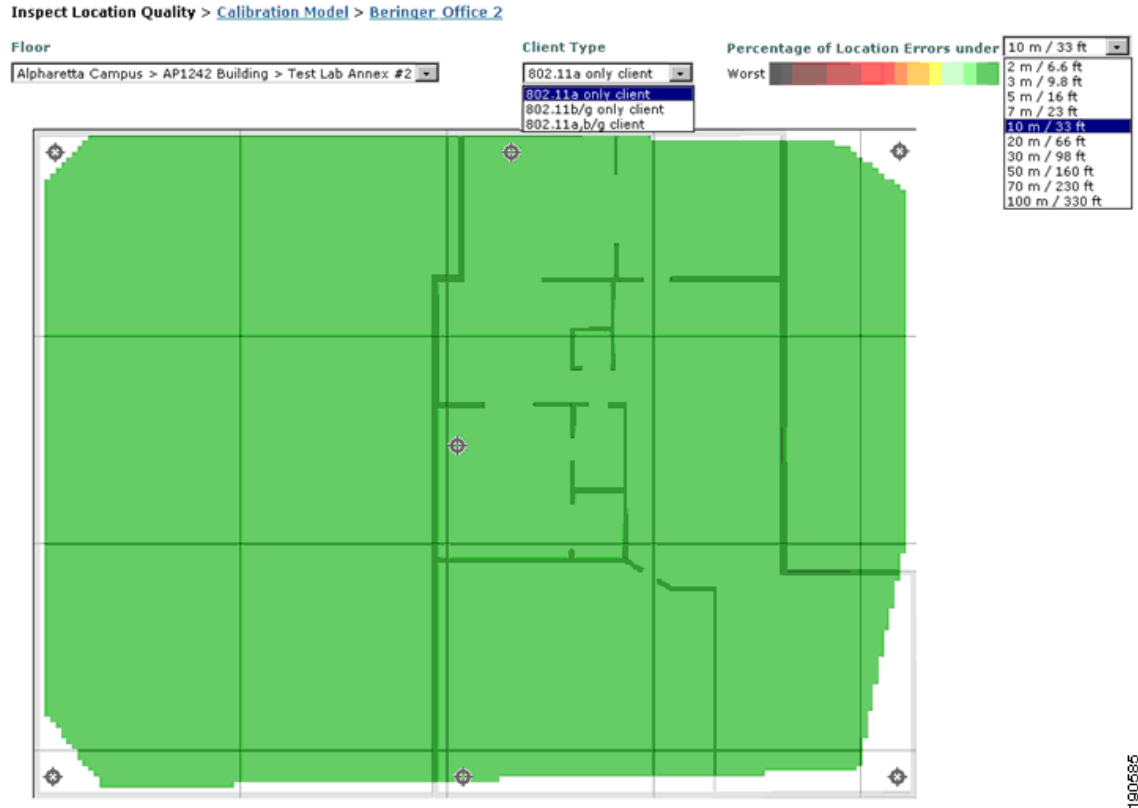 Inspect Location Quality > Calibration Model > Beringer Office 2
Floor
Alpharetta Campus > AP1242 Building > Test Lab Annex #2
Client Type
802.11a only client
802.11a only client
802.11b/g only client
802.11a,b/g client
Percentage of Location Errors under
10 m / 33 ft
Worst
2 m / 6.6 ft
3 m / 9.8 ft
5 m / 16 ft
7 m / 23 ft
10 m / 33 ft
20 m / 66 ft
30 m / 98 ft
50 m / 160 ft
70 m / 230 ft
100 m / 330 ft
190585